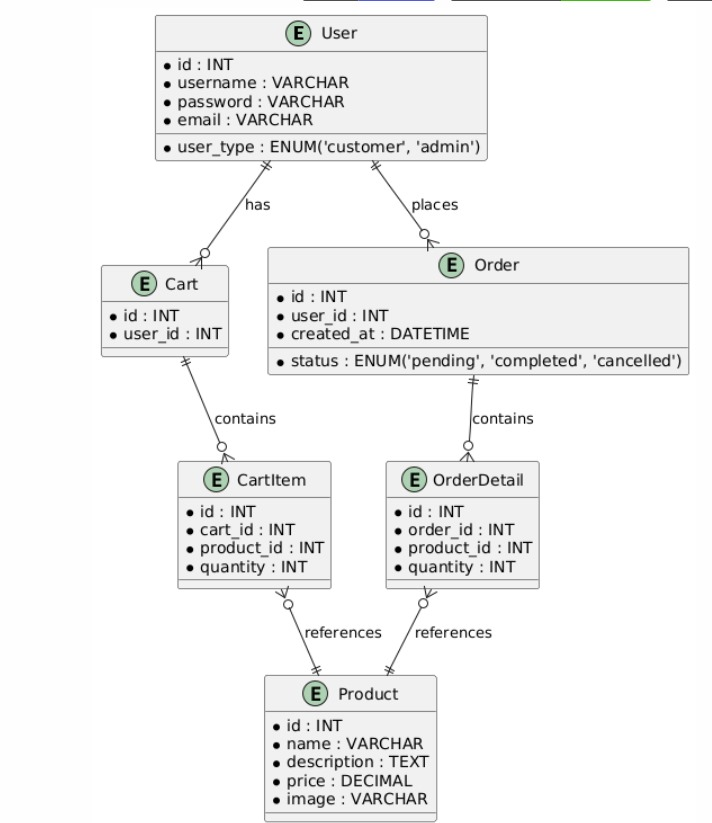 E User
id : INT
username : VARCHAR
password : VARCHAR
email : VARCHAR
user_type : ENUM('customer', 'admin')
has
places
E Cart
id : INT
user_id : INT
E Order
id : INT
user_id : INT
created_at : DATETIME
status : ENUM('pending', 'completed', 'cancelled')
contains
contains
E CartItem
id : INT
cart_id : INT
product_id : INT
quantity : INT
E OrderDetail
id : INT
order_id : INT
product_id : INT
quantity : INT
references
references
E Product
id : INT
name : VARCHAR
description : TEXT
price : DECIMAL
image : VARCHAR